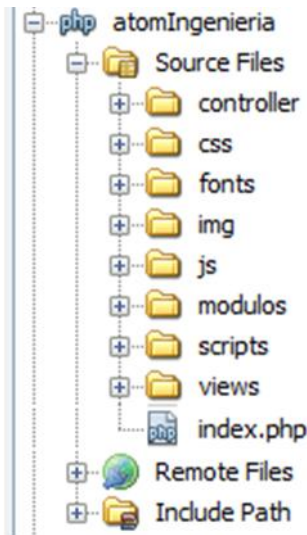 php atomIngenieria
Source Files
controller
css
fonts
img
js
modulos
scripts
views
php index.php
Remote Files
Include Path